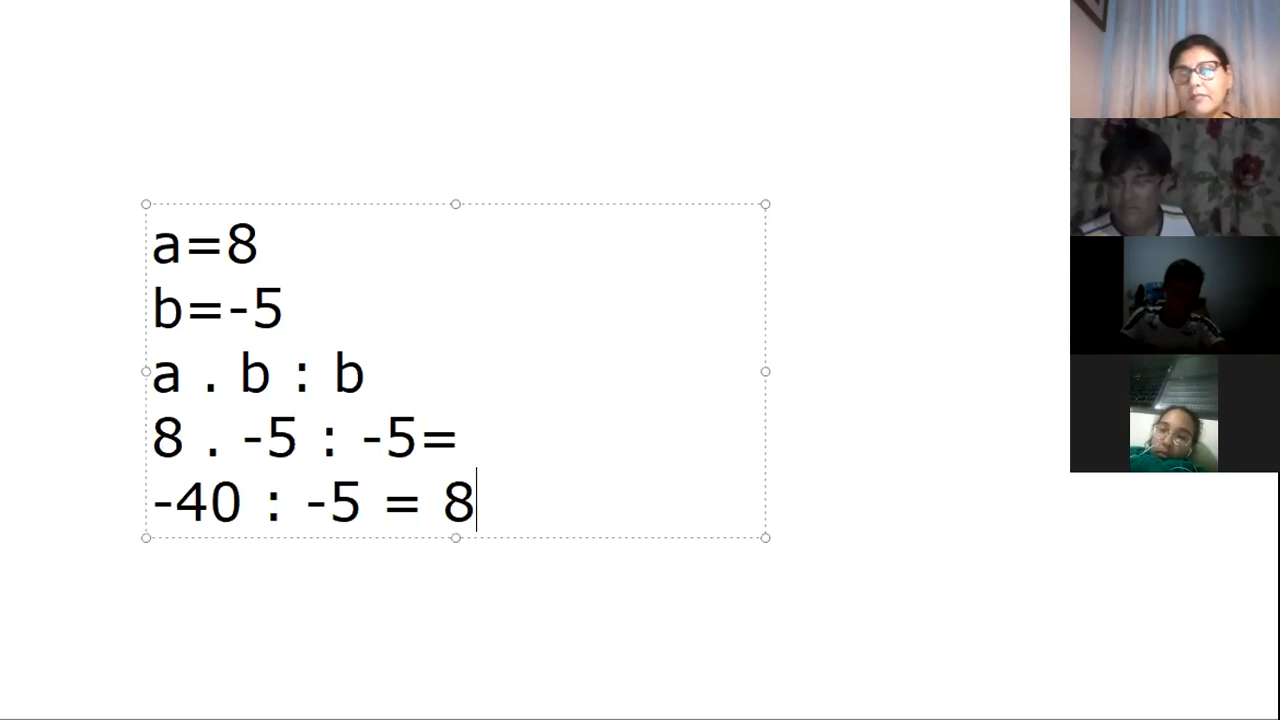 a=8
b=-5
a . b : b
8 . -5 : -5=
-40 : -5 = 8